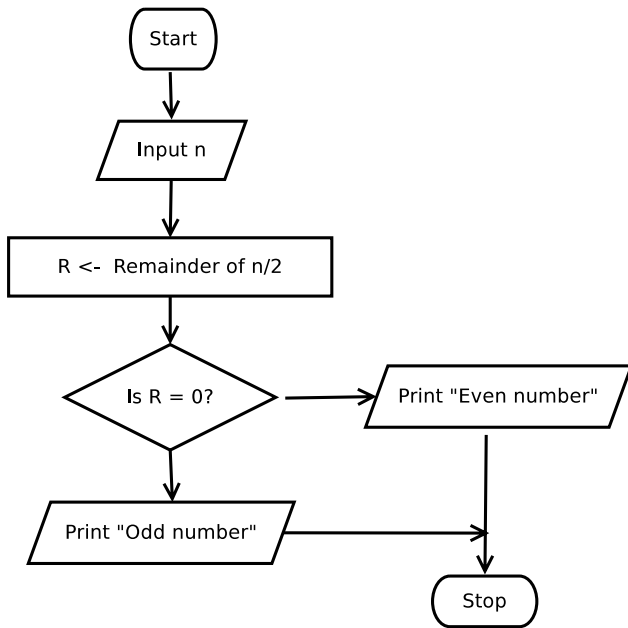 Start
Input n
R <- Remainder of n/2
Is R = 0?
Print "Even number"
Print "Odd number"
Stop